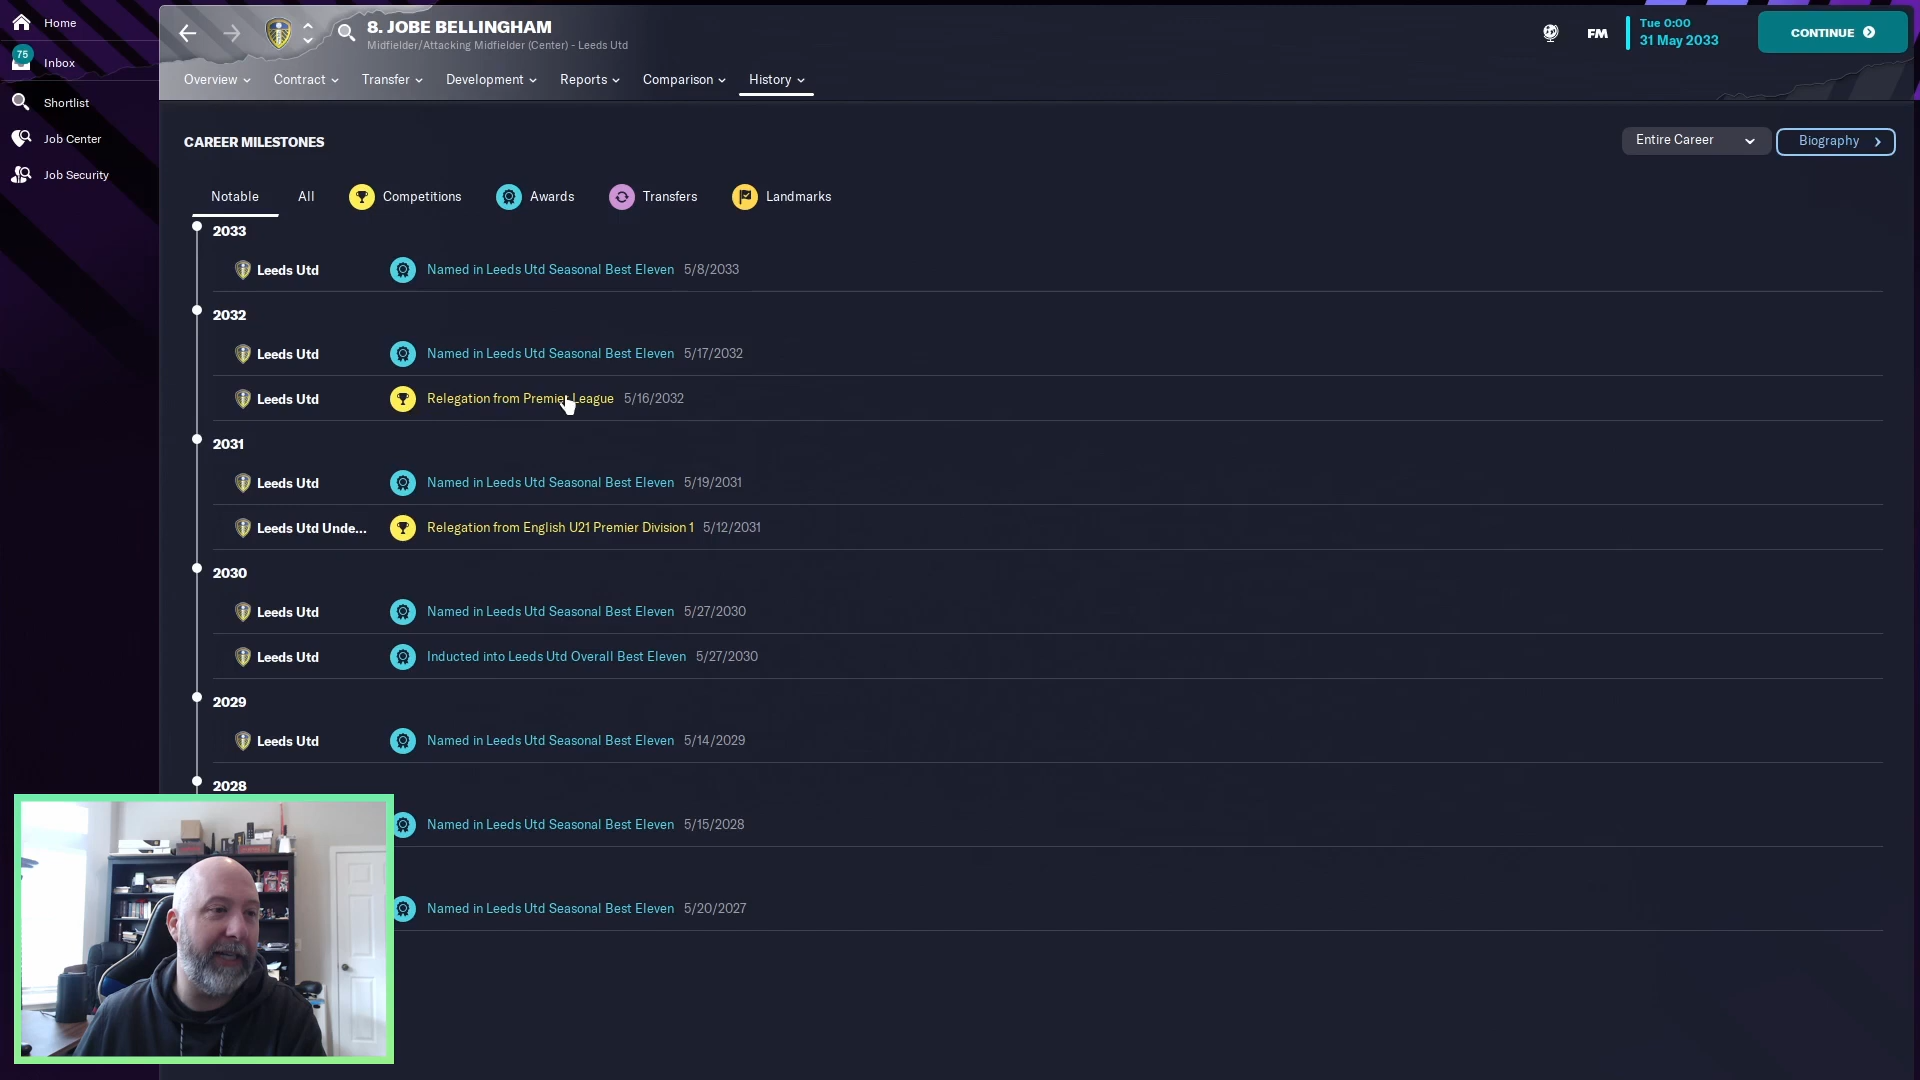 Home
75
Inbox
Shortlist
Job Center
Job Security
8. JOBE BELLINGHAM
Midfielder/Attacking Midfielder (Center) - Leeds Utd
FM
Tue 0:00
31 May 2033
CONTINUE
Overview
Contract
Transfer
Development
Reports
Comparison
History
CAREER MILESTONES
Entire Career
Biography
Notable
All
Competitions
Awards
Transfers
Landmarks
2033
Leeds Utd Named in Leeds Utd Seasonal Best Eleven 5/8/2033
2032
Leeds Utd Named in Leeds Utd Seasonal Best Eleven 5/17/2032
Leeds Utd Relegation from Premier League 5/16/2032
2031
Leeds Utd Named in Leeds Utd Seasonal Best Eleven 5/19/2031
Leeds Utd Unde... Relegation from English U21 Premier Division 1 5/12/2031
2030
Leeds Utd Named in Leeds Utd Seasonal Best Eleven 5/27/2030
Leeds Utd Inducted into Leeds Utd Overall Best Eleven 5/27/2030
2029
Leeds Utd Named in Leeds Utd Seasonal Best Eleven 5/14/2029
2028
Named in Leeds Utd Seasonal Best Eleven 5/15/2028
Named in Leeds Utd Seasonal Best Eleven 5/20/2027